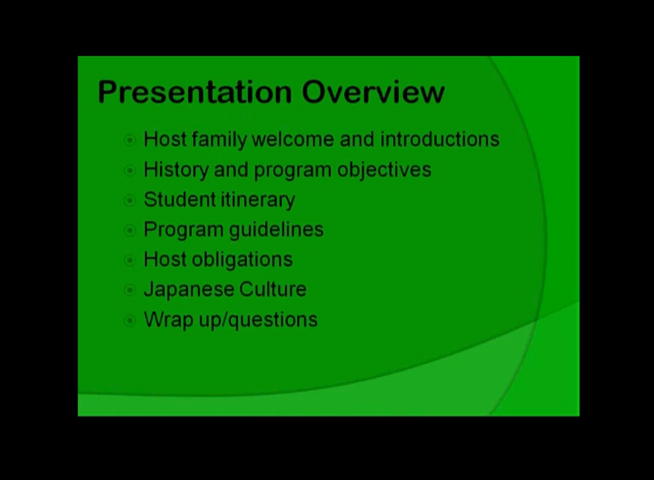 Presentation Overview
Host family welcome and introductions
History and program objectives
Student itinerary
Program guidelines
Host obligations
Japanese Culture
Wrap up/questions